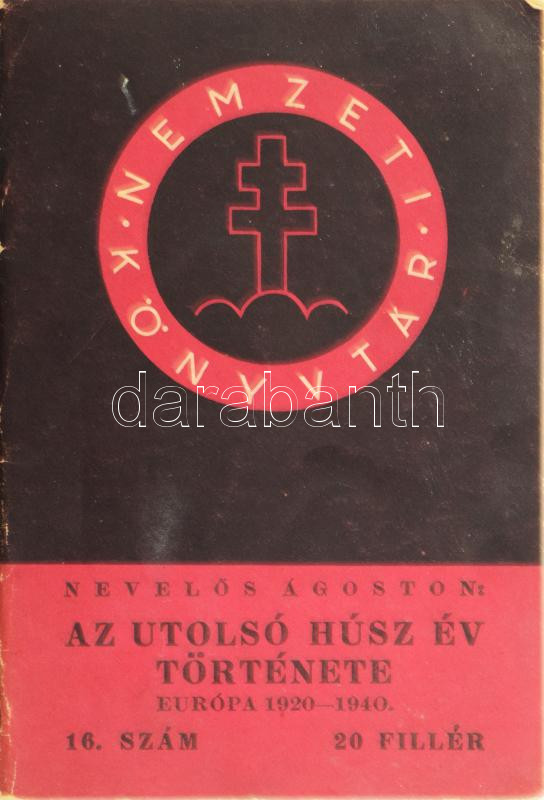 NEMZETI
KÖNYVTÁR
darabanth
NEVELŐS ÁGOSTON:
AZ UTOLSÓ HÚSZ ÉV
TÖRTÉNETE
EURÓPA 1920—1940.
16. SZÁM 20 FILLÉR